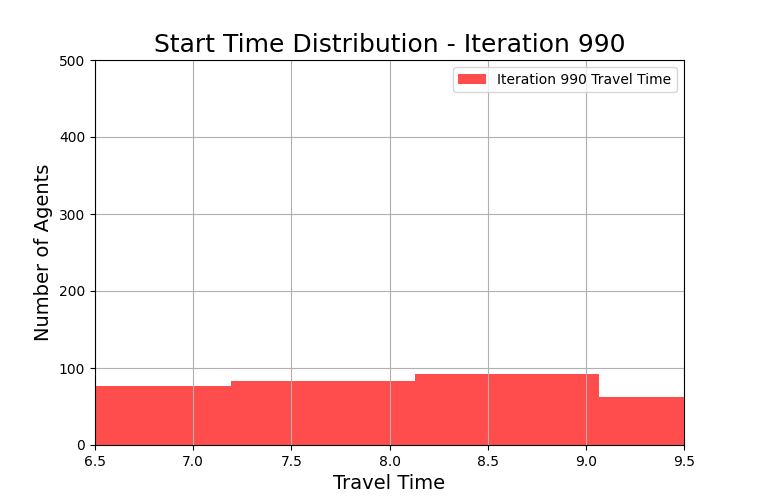 Start Time Distribution - Iteration 990
Iteration 990 Travel Time
Number of Agents
500
400
300
200
100
0
6.5 7.0 7.5 8.0 8.5 9.0 9.5
Travel Time